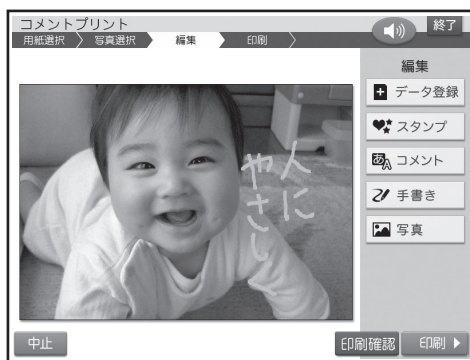 コメントプリント
終了
用紙選択 写真選択 編集 印刷
編集
データ登録
スタンプ
あA コメント
手書き
写真
人に
やさし
中止
印刷確認
印刷